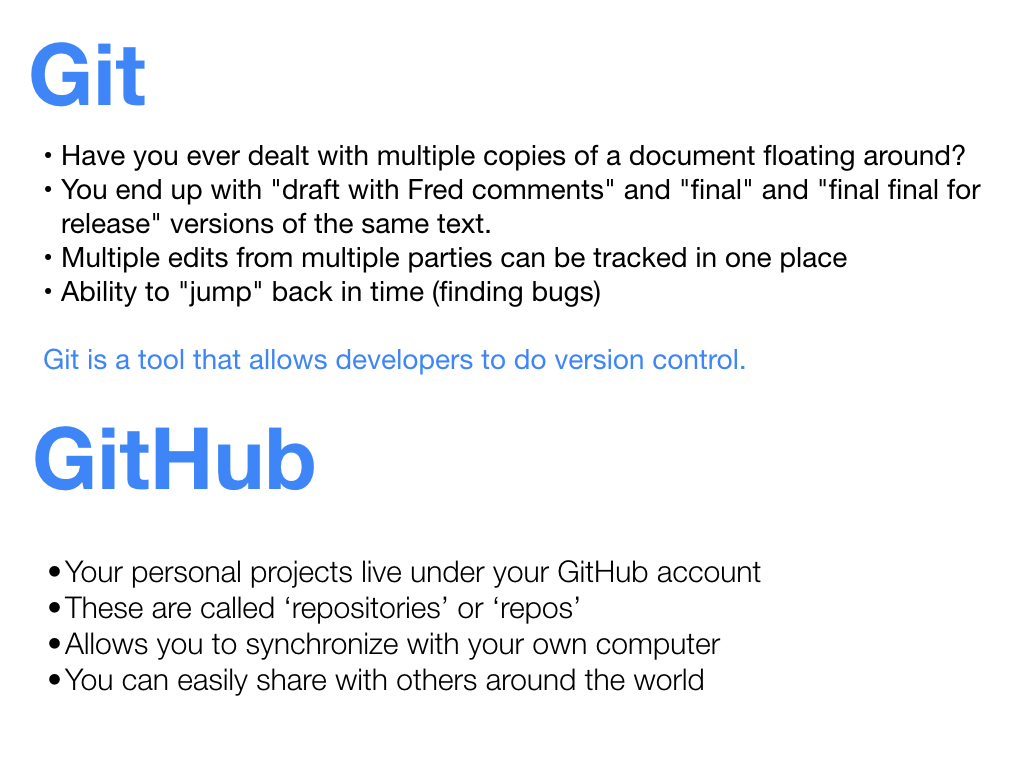 Git
• Have you ever dealt with multiple copies of a document floating around?
• You end up with "draft with Fred comments" and "final" and "final final for
release" versions of the same text.
• Multiple edits from multiple parties can be tracked in one place
• Ability to "jump" back in time (finding bugs)
Git is a tool that allows developers to do version control.
GitHub
•Your personal projects live under your GitHub account
•These are called ‘repositories’ or ‘repos’
•Allows you to synchronize with your own computer
•You can easily share with others around the world